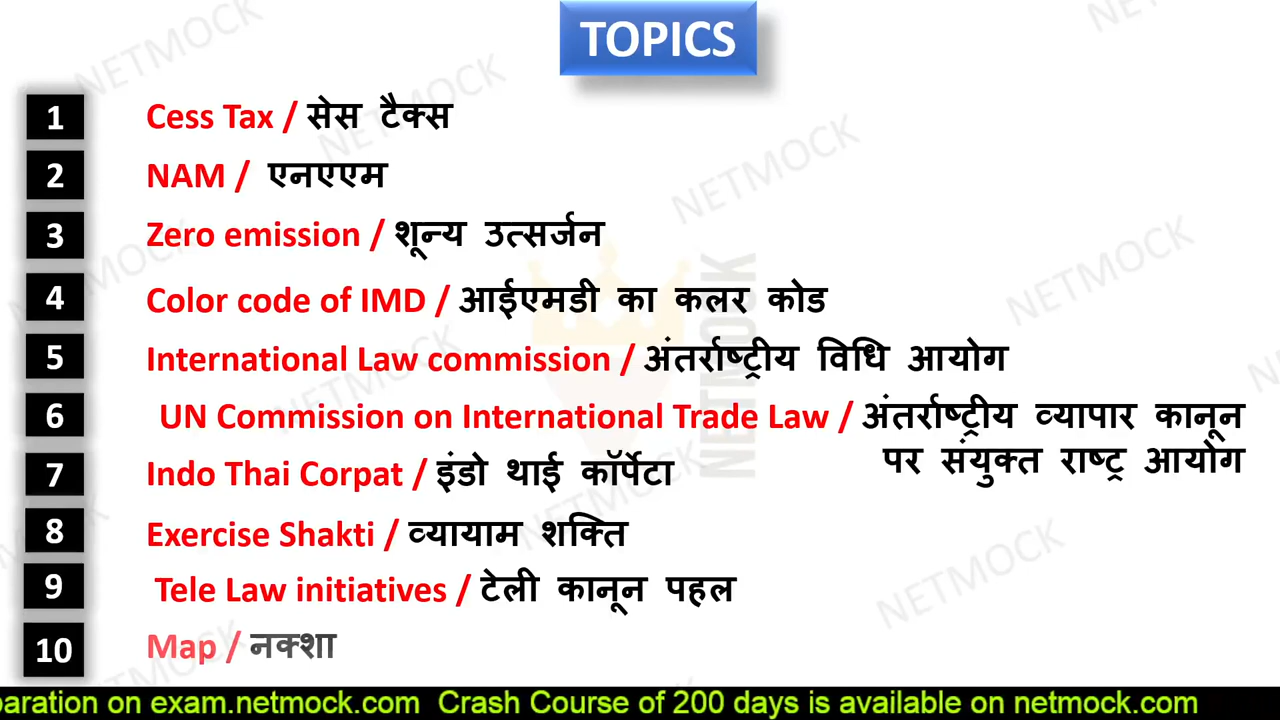 TOPICS
1 Cess Tax / सेस टैक्स
2 NAM / एनएएम
3 Zero emission / शून्य उत्सर्जन
4 Color code of IMD / आईएमडी का कलर कोड
5 International Law commission / अंतर्राष्ट्रीय विधि आयोग
6 UN Commission on International Trade Law / अंतर्राष्ट्रीय व्यापार कानून
पर संयुक्त राष्ट्र आयोग
7 Indo Thai Corpat / इंडो थाई कॉर्पेटा
8 Exercise Shakti / व्यायाम शक्ति
9 Tele Law initiatives / टेली कानून पहल
10 Map / नक्शा
paration on exam.netmock.com Crash Course of 200 days is available on netmock.com
NETMOCK